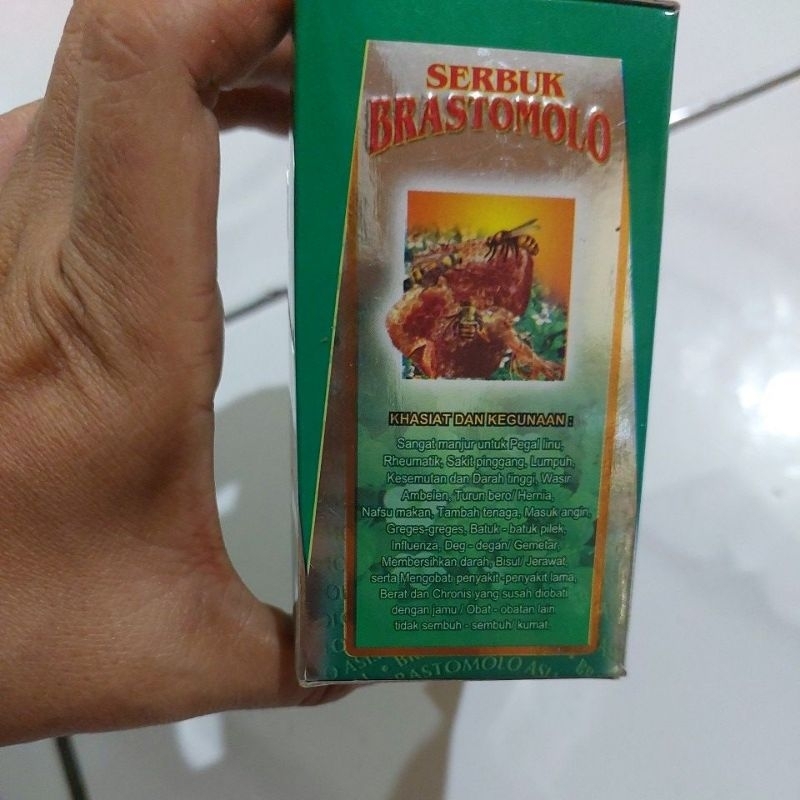 SERBUK
BRASTOMOLO
KHASIAT DAN KEGUNAAN :
Sangat manjur untuk Pegal linu,
Rheumatik, Sakit pinggang, Lumpuh,
Kesemutan dan Darah tinggi, Wasir
Ambeien, Turun bero/ Hernia,
Nafsu makan, Tambah tenaga, Masuk angin,
Greges-greges, Batuk - batuk pilek,
Influenza, Deg - degan/ Gemetar,
Membersihkan darah, Bisul/ Jerawat,
serta Mengobati penyakit -penyakit lama,
Berat dan Chronis yang susah diobati
dengan jamu / Obat - obatan lain
tidak sembuh - sembuh/ kumat.
BRASTOMOLO ASLI